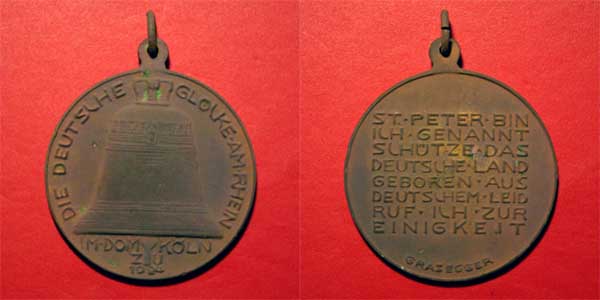 DIE DEUTSCHE GLOCKE·AM·RHEIN
IM·DOM KÖLN
ZU
1924
ST·PETER·BIN
ICH·GENANNT
SCHÜTZE·DAS
DEUTSCHE·LAND
GEBOREN·AUS
DEUTSCHEM·LEID
RUF·ICH·ZUR
EINIGKEIT
GRASEGGER